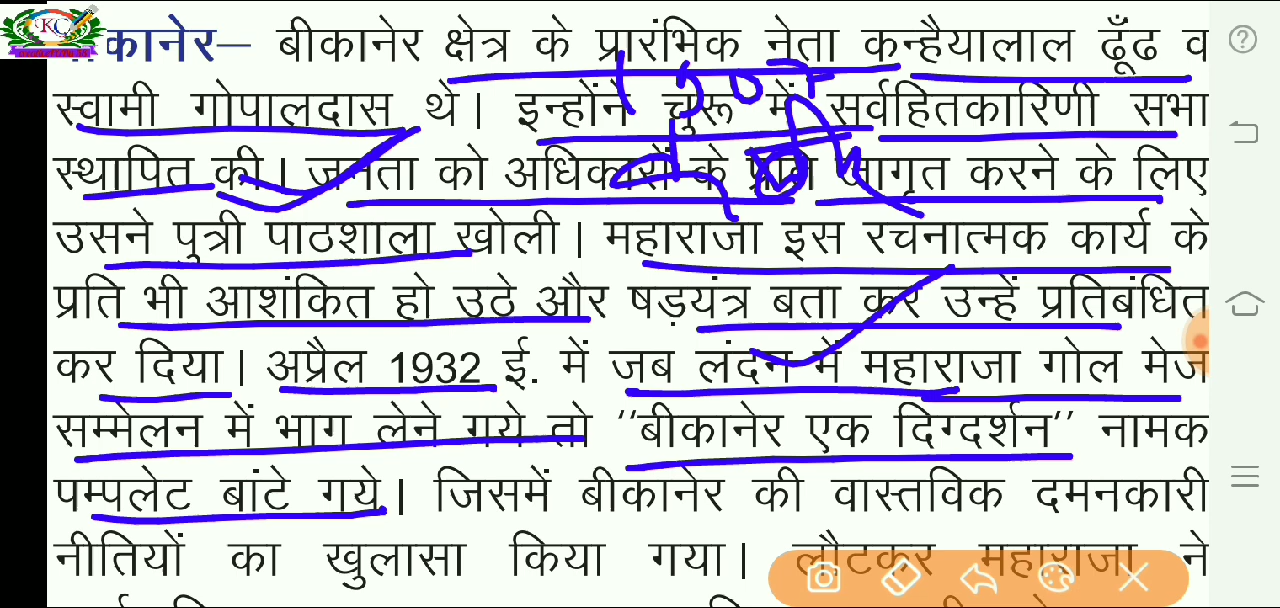 KC
बीकानेर– बीकानेर क्षेत्र के प्रारंभिक नेता कन्हैयालाल ढूँढ व
स्वामी गोपालदास थे। इन्होंने चुरू में सर्वहितकारिणी सभा
स्थापित की। जनता को अधिकारों के प्रति जागृत करने के लिए
उसने पुत्री पाठशाला खोली। महाराजा इस रचनात्मक कार्य के
प्रति भी आशंकित हो उठे और षड़यंत्र बता कर उन्हें प्रतिबंधित
कर दिया। अप्रैल 1932 ई. में जब लंदन में महाराजा गोल मेज
सम्मेलन में भाग लेने गये तो "बीकानेर एक दिग्दर्शन" नामक
पम्पलेट बांटे गये। जिसमें बीकानेर की वास्तविक दमनकारी
नीतियों का खुलासा किया गया। लौटकर महाराजा ने